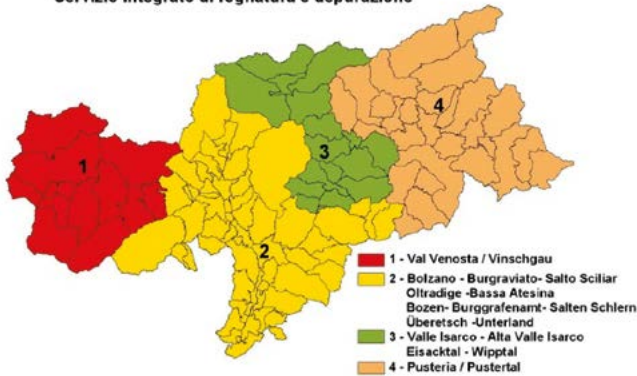 Servizio integrato di fognatura e depurazione
1
2
3
4
1 - Val Venosta / Vinschgau
2 - Bolzano - Burgraviato- Salto Sciliar
Oltradige -Bassa Atesina
Bozen- Burggrafenamt- Salten Schlern
Überetsch -Unterland
3 - Valle Isarco - Alta Valle Isarco
Eisacktal - Wipptal
4 - Pusteria / Pustertal